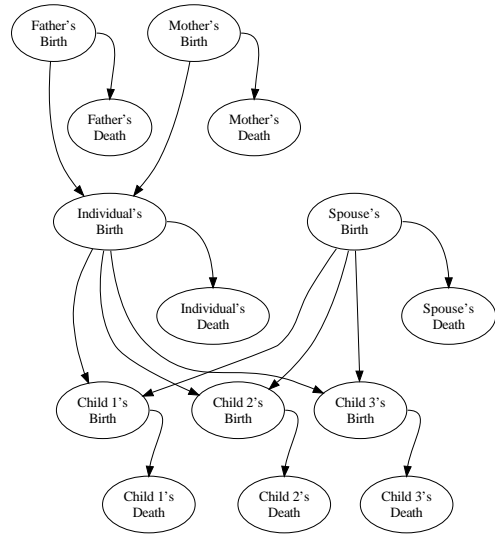 Father's
Birth
Mother's
Birth
Father's
Death
Mother's
Death
Individual's
Birth
Spouse's
Birth
Individual's
Death
Spouse's
Death
Child 1's
Birth
Child 2's
Birth
Child 3's
Birth
Child 1's
Death
Child 2's
Death
Child 3's
Death